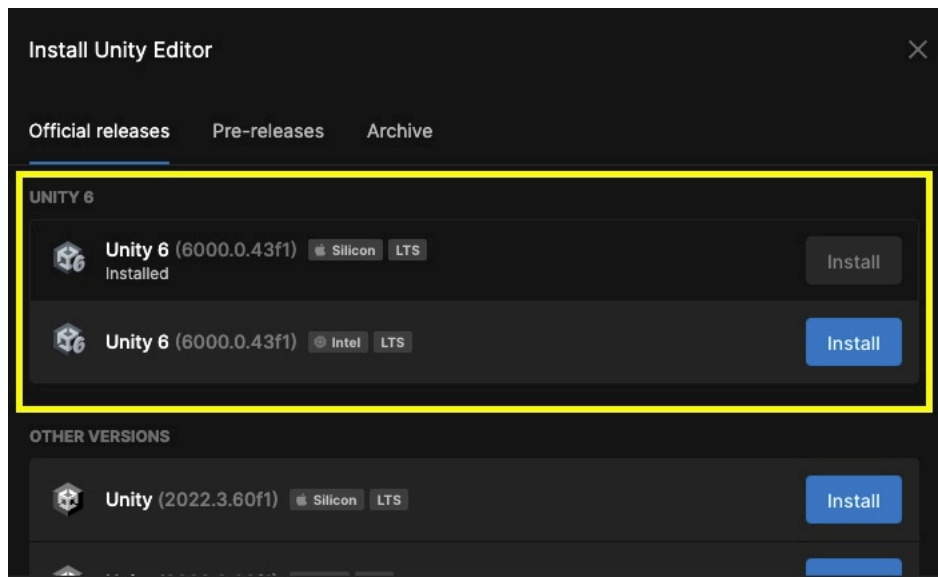 Install Unity Editor
Official releases Pre-releases Archive
UNITY 6
Unity 6 (6000.0.43f1) Silicon LTS
Installed
Install
Unity 6 (6000.0.43f1) Intel LTS
Install
OTHER VERSIONS
Unity (2022.3.60f1) Silicon LTS
Install